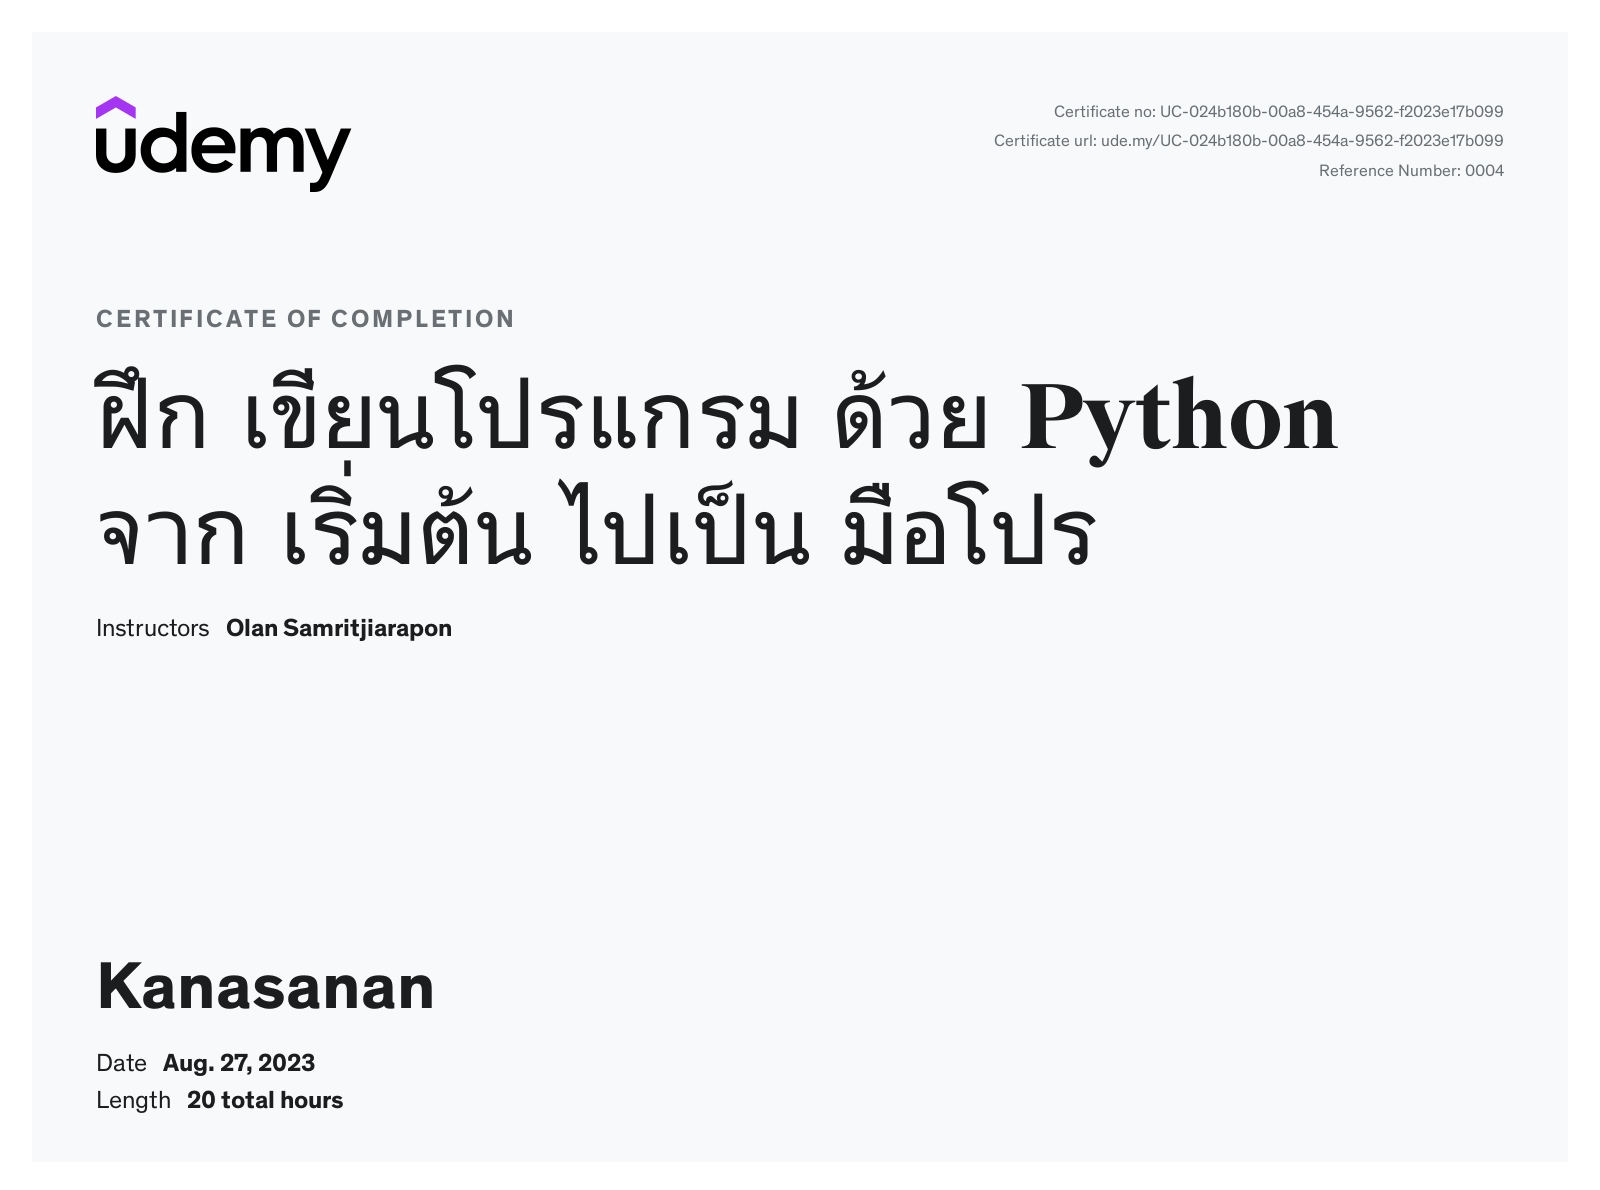 udemy
Certificate no: UC-024b180b-00a8-454a-9562-f2023e17b099
Certificate url: ude.my/UC-024b180b-00a8-454a-9562-f2023e17b099
Reference Number: 0004
CERTIFICATE OF COMPLETION
ฝึก เขียนโปรแกรม ด้วย Python
จาก เริ่มต้น ไปเป็น มือโปร
Instructors Olan Samritjiarapon
Kanasanan
Date Aug. 27, 2023
Length 20 total hours